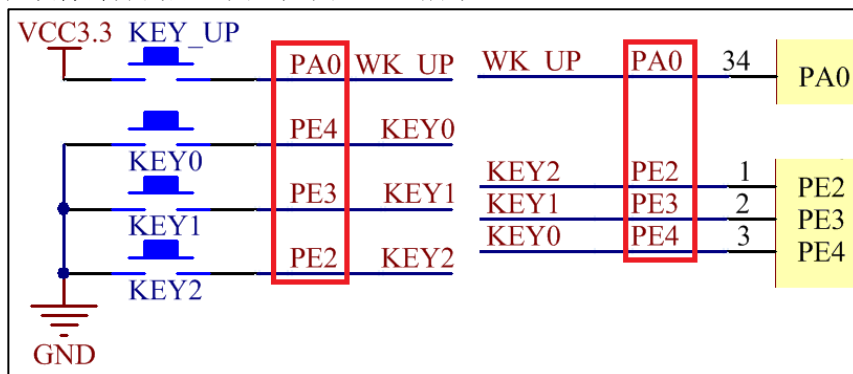 VCC3.3 KEY_UP
PA0 WK_UP
PE4 KEY0
KEY0
PE3 KEY1
KEY1
PE2 KEY2
KEY2
GND
WK_UP PA0 34 PA0
KEY2 PE2 1 PE2
KEY1 PE3 2 PE3
KEY0 PE4 3 PE4